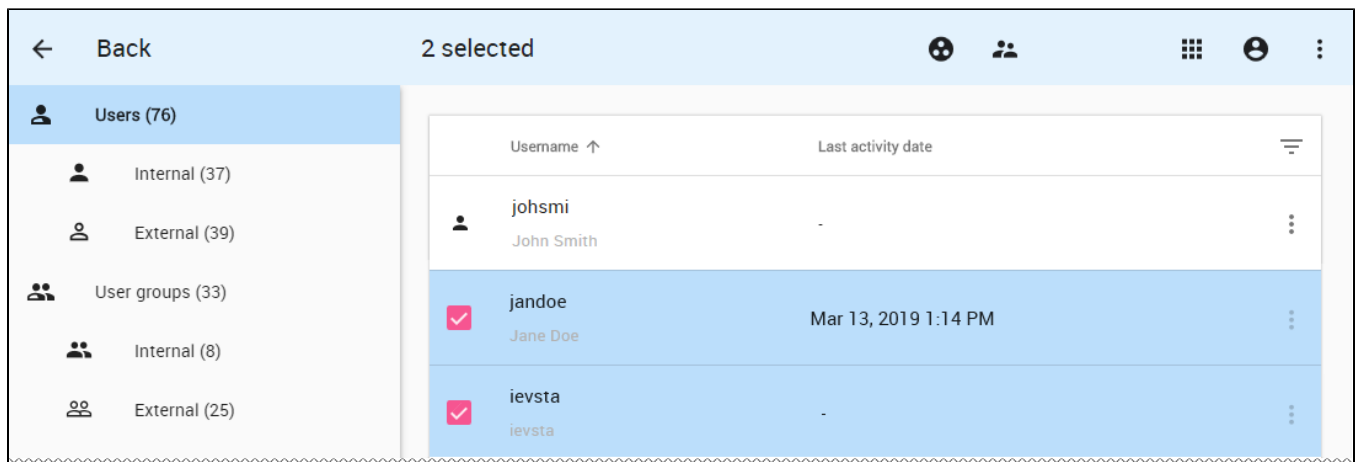 Back
2 selected
Users (76)
Internal (37)
External (39)
User groups (33)
Internal (8)
External (25)
Username
Last activity date
johsmi
John Smith
-
jandoe
Jane Doe
Mar 13, 2019 1:14 PM
ievsta
ievsta
-